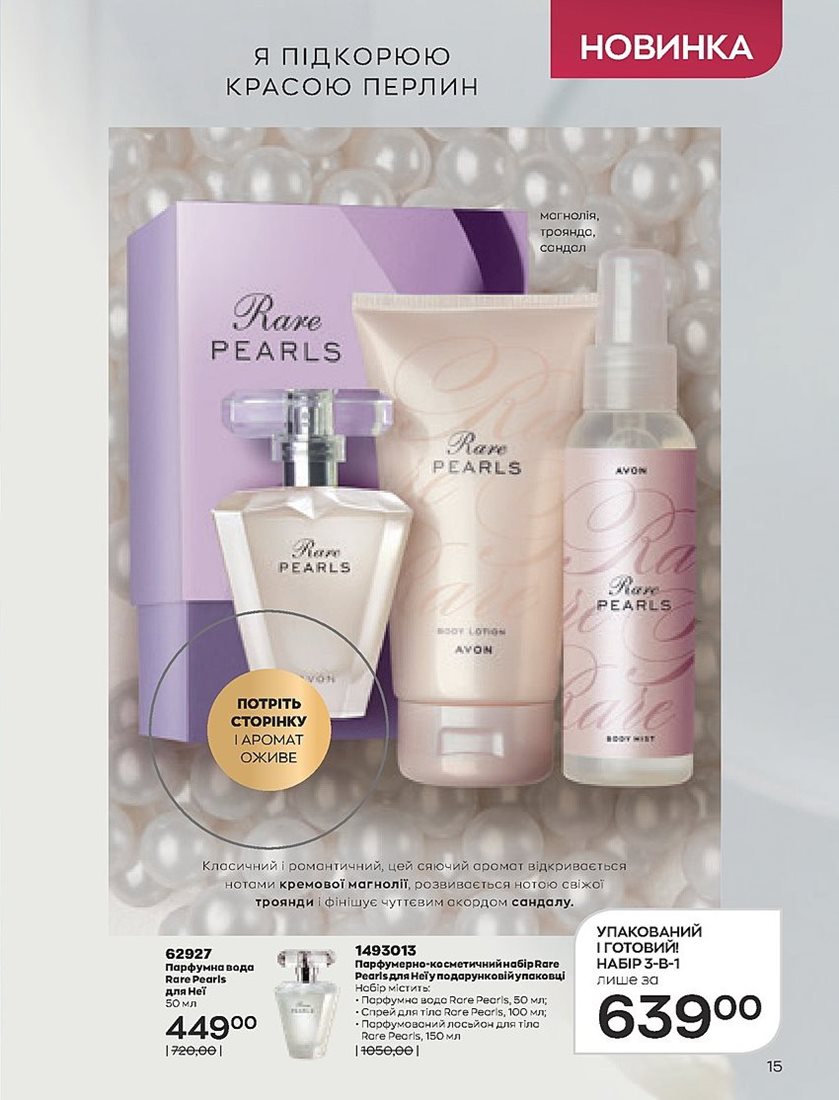 НОВИНКА
Я ПІДКОРЮЮ
КРАСОЮ ПЕРЛИН
магнолія,
троянда,
сандал
Rare
PEARLS
Rare
PEARLS
BODY LOTION
AVON
AVON
Rare
PEARLS
BODY MIST
Rare
PEARLS
AVON
ПОТРІТЬ
СТОРІНКУ
І АРОМАТ
ОЖИВЕ
Класичний і романтичний, цей сяючий аромат відкривається
нотами кремової магнолії, розвивається нотою свіжої
троянди і фінішує чуттєвим акордом сандалу.
62927
Парфумна вода
Rare Pearls
для Неї
50 мл
449⁰⁰
|720,00|
Rare
PEARLS
1493013
Парфумерно-косметичний набір Rare
Pearls для Неї у подарунковій упаковці
Набір містить:
• Парфумна вода Rare Pearls, 50 мл;
• Спрей для тіла Rare Pearls, 100 мл;
• Парфумований лосьйон для тіла
Rare Pearls, 150 мл
|1050,00|
УПАКОВАНИЙ
І ГОТОВИЙ!
НАБІР 3-В-1
лише за
639⁰⁰
15